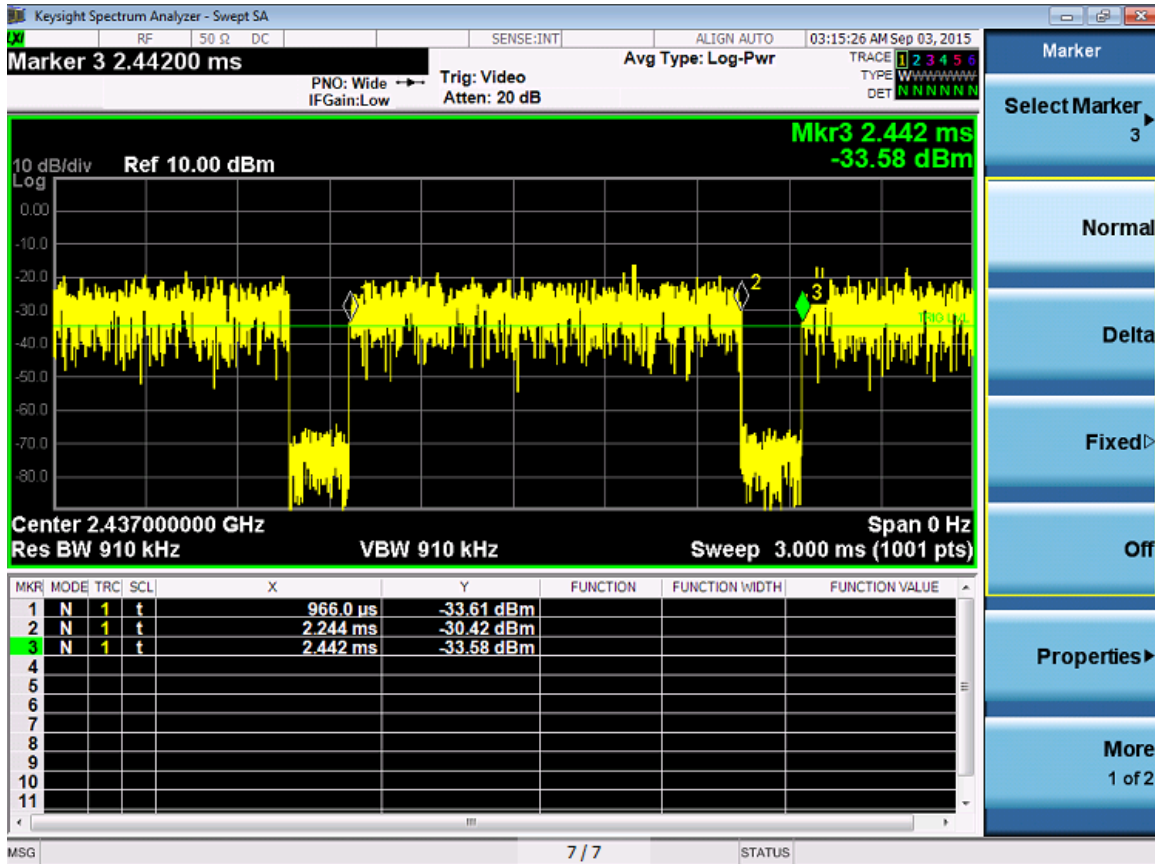 Keysight Spectrum Analyzer - Swept SA
LXI RF 50 Ω DC SENSE:INT ALIGN AUTO 03:15:26 AM Sep 03, 2015
Marker 3 2.44200 ms
PNO: Wide
IFGain:Low
Trig: Video
Atten: 20 dB
Avg Type: Log-Pwr
TRACE 1 2 3 4 5 6
TYPE WWWWWWW
DET N N N N N N
Mkr3 2.442 ms
-33.58 dBm
10 dB/div Ref 10.00 dBm
Log
0.00
-10.0
-20.0
-30.0
-40.0
-50.0
-60.0
-70.0
-80.0
2
3
TRIG LVL
Center 2.437000000 GHz Span 0 Hz
Res BW 910 kHz VBW 910 kHz Sweep 3.000 ms (1001 pts)
MKR MODE TRC SCL X Y FUNCTION FUNCTION WIDTH FUNCTION VALUE
1 N 1 t 966.0 µs -33.61 dBm
2 N 1 t 2.244 ms -30.42 dBm
3 N 1 t 2.442 ms -33.58 dBm
4
5
6
7
8
9
10
11
MSG 7 / 7 STATUS
Marker
Select Marker
3
Normal
Delta
Fixed
Off
Properties
More
1 of 2